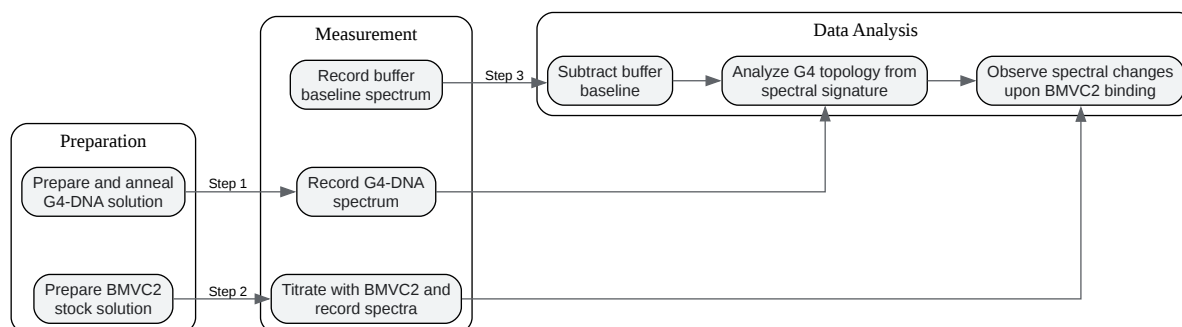 Preparation
Prepare and anneal
G4-DNA solution
Prepare BMVC2
stock solution
Step 1
Step 2
Measurement
Record buffer
baseline spectrum
Record G4-DNA
spectrum
Titrate with BMVC2 and
record spectra
Step 3
Data Analysis
Subtract buffer
baseline
Analyze G4 topology from
spectral signature
Observe spectral changes
upon BMVC2 binding